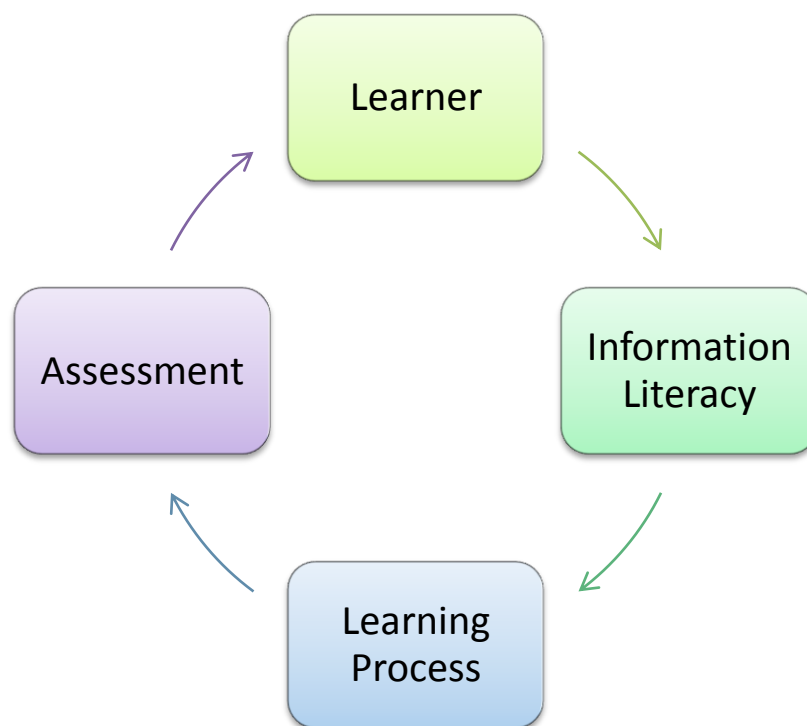 Learner
Assessment
Information
Literacy
Learning
Process